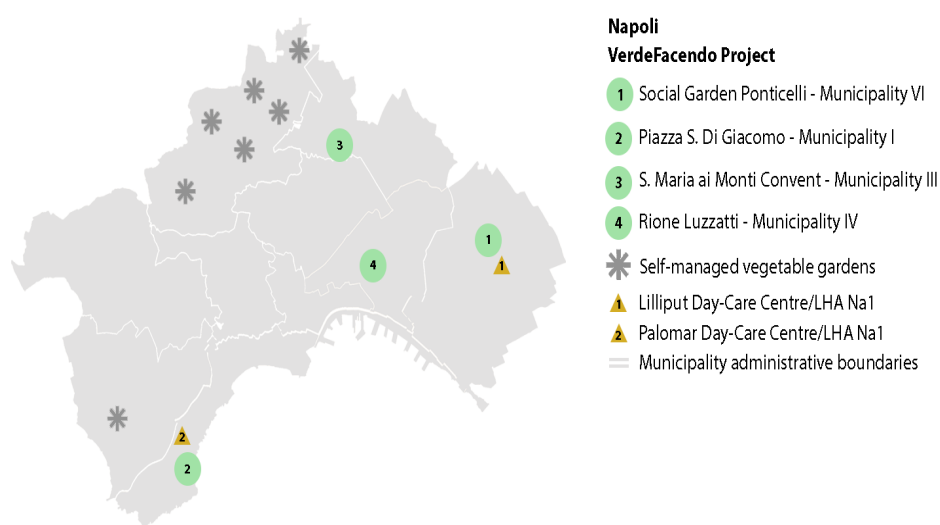 Napoli
VerdeFacendo Project
1 Social Garden Ponticelli - Municipality VI
2 Piazza S. Di Giacomo - Municipality I
3 S. Maria ai Monti Convent - Municipality III
4 Rione Luzzatti - Municipality IV
Self-managed vegetable gardens
1 Lilliput Day-Care Centre/LHA Na1
2 Palomar Day-Care Centre/LHA Na1
Municipality administrative boundaries
3
1
4
1
2
2